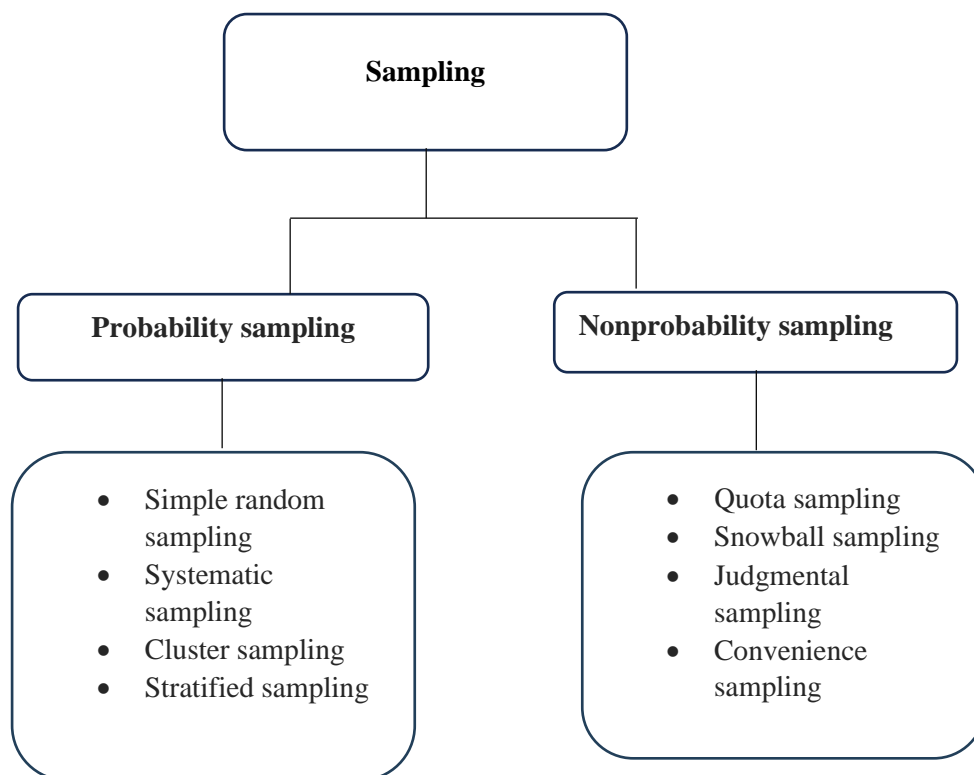 Sampling
Probability sampling
Nonprobability sampling
• Simple random
sampling
• Systematic
sampling
• Cluster sampling
• Stratified sampling
• Quota sampling
• Snowball sampling
• Judgmental
sampling
• Convenience
sampling